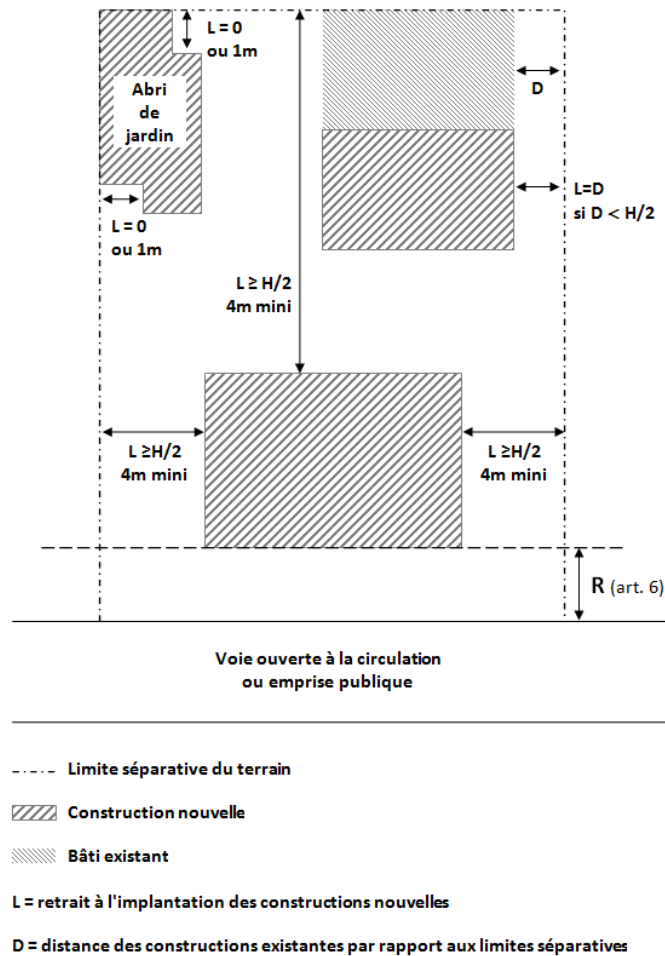 L = 0
ou 1m
Abri
de
jardin
D
L=D
si D < H/2
L = 0
ou 1m
L ≥ H/2
4m mini
L ≥H/2
4m mini
L ≥H/2
4m mini
R (art. 6)
Voie ouverte à la circulation
ou emprise publique
Limite séparative du terrain
Construction nouvelle
Bâti existant
L = retrait à l'implantation des constructions nouvelles
D = distance des constructions existantes par rapport aux limites séparatives